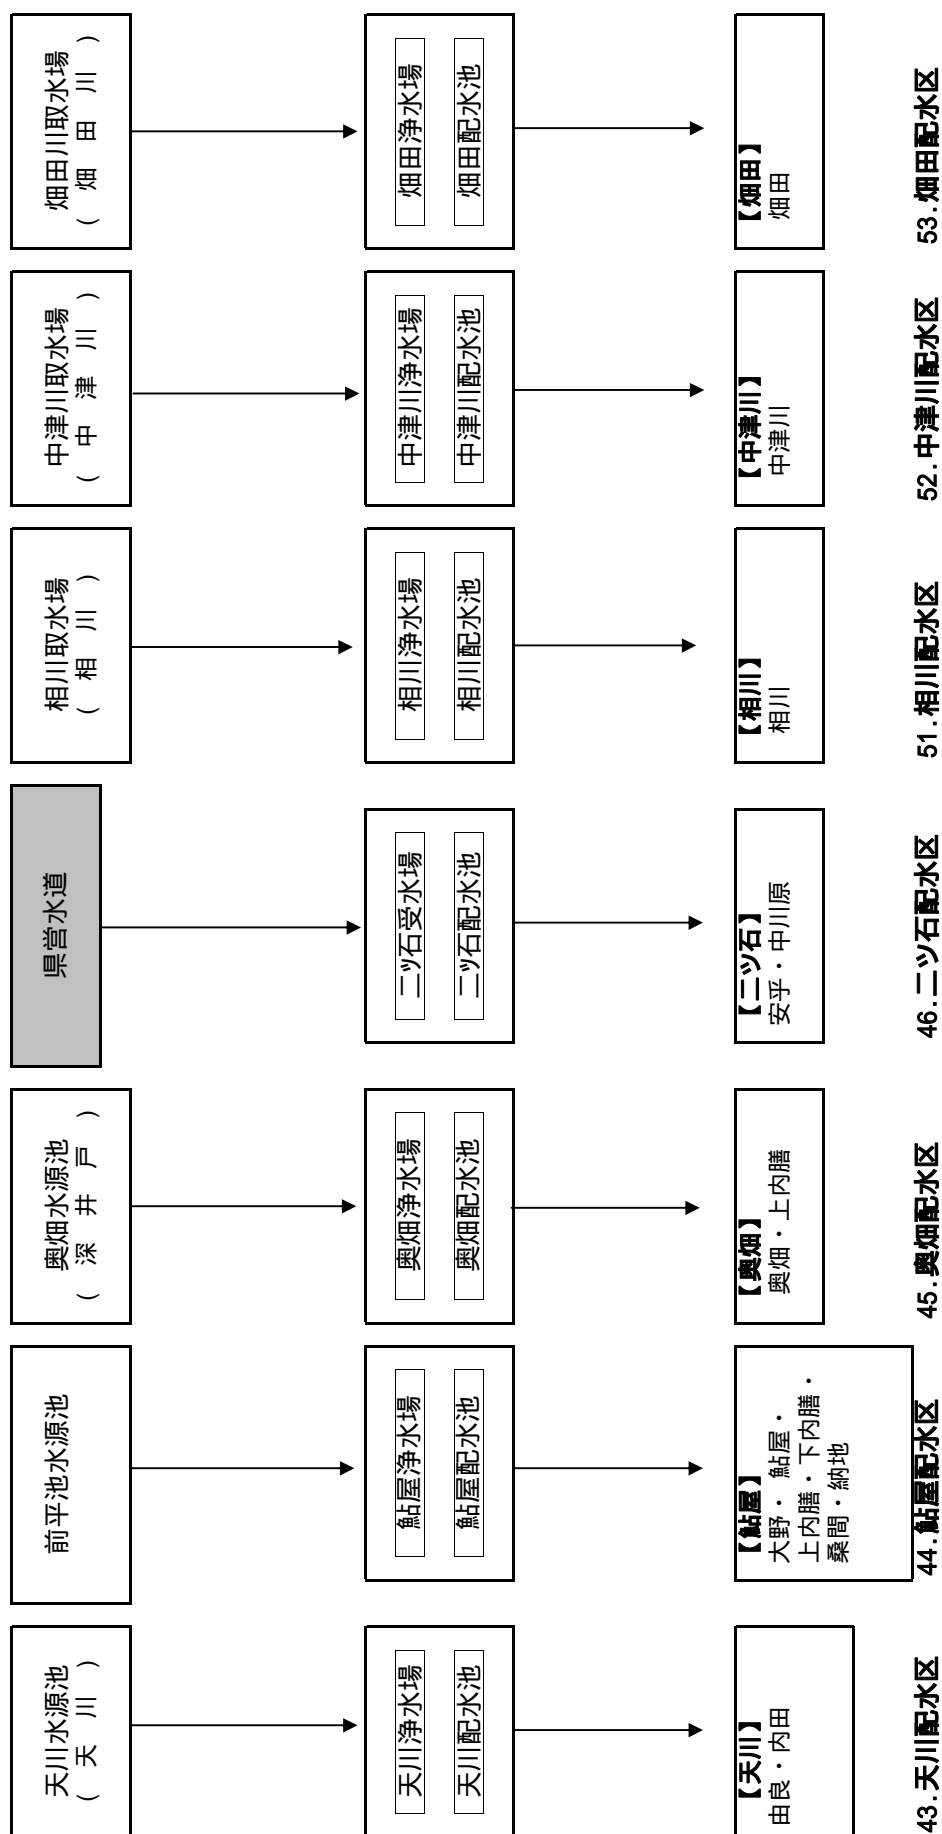 天川水源池
( 天 川 )
天川浄水場
天川配水池
【天川】
由良・内田
43.天川配水区
前平池水源池
鮎屋浄水場
鮎屋配水池
【鮎屋】
大野・ 鮎屋・
上内膳・下内膳・
桑間・納地
44.鮎屋配水区
奥畑水源池
( 深 井 戸 )
奥畑浄水場
奥畑配水池
【奥畑】
奥畑・上内膳
45.奥畑配水区
県営水道
二ツ石受水場
二ツ石配水池
【二ツ石】
安乎・中川原
46.二ツ石配水区
相川取水場
( 相 川 )
相川浄水場
相川配水池
【相川】
相川
51.相川配水区
中津川取水場
( 中 津 川 )
中津川浄水場
中津川配水池
【中津川】
中津川
52.中津川配水区
畑田川取水場
( 畑 田 川 )
畑田浄水場
畑田配水池
【畑田】
畑田
53.畑田配水区